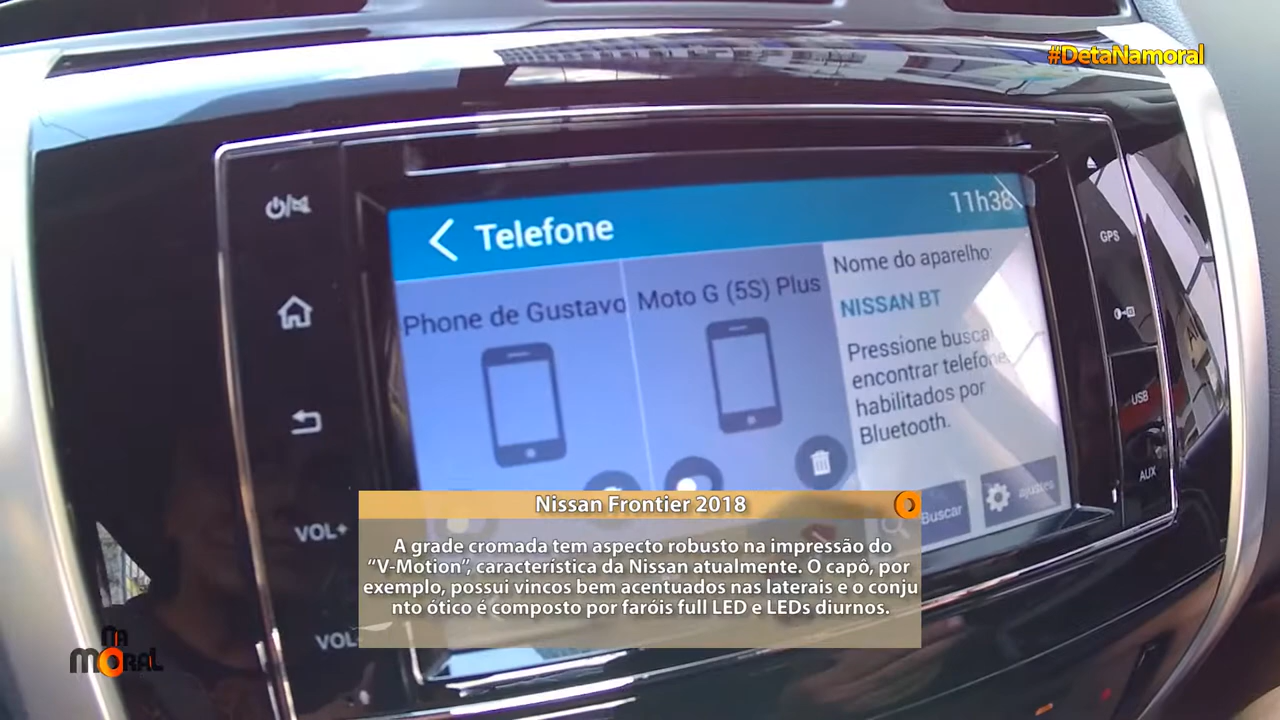 #DetaNamoral
Telefone
11h38
Phone de Gustavo
Moto G (5S) Plus
Nome do aparelho:
NISSAN BT
Pressione busca
encontrar telefone
habilitados por
Bluetooth.
Buscar
ajustes
GPS
USB
AUX
VOL+
VOL
Nissan Frontier 2018
A grade cromada tem aspecto robusto na impressão do
“V-Motion”, característica da Nissan atualmente. O capô, por
exemplo, possui vincos bem acentuados nas laterais e o conju
nto ótico é composto por faróis full LED e LEDs diurnos.
NA
MORAL